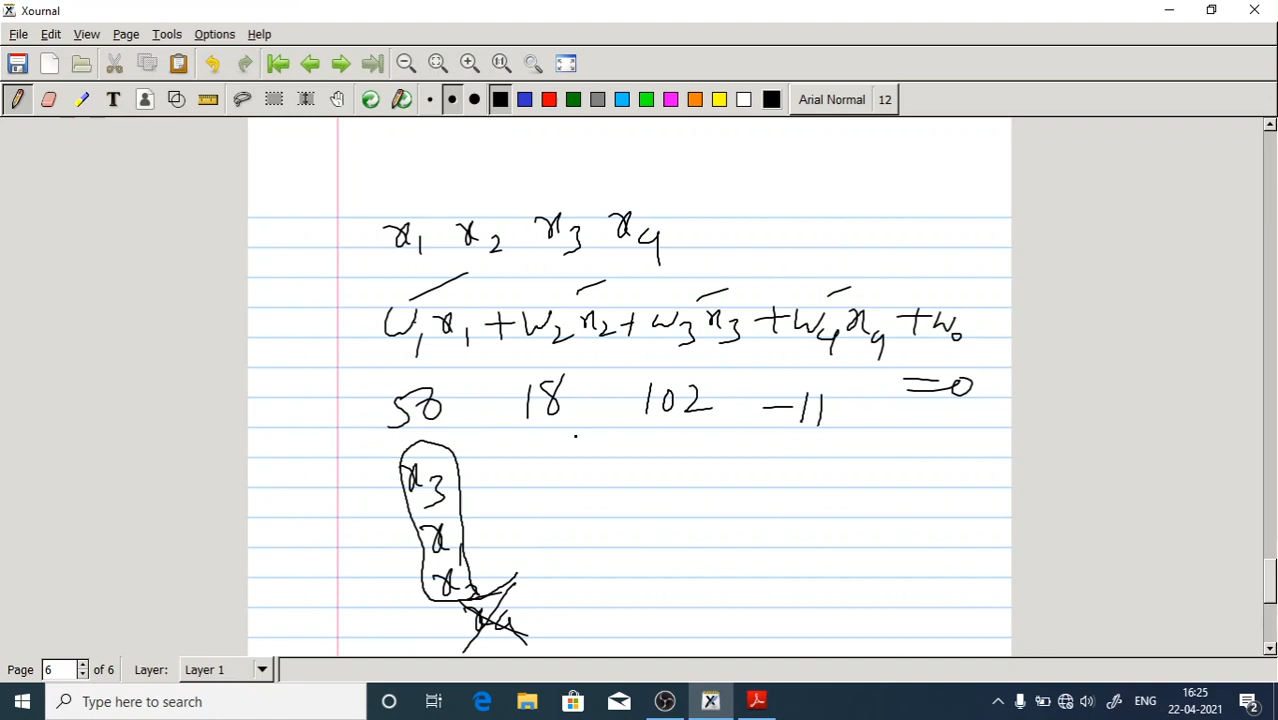 Xournal
File Edit View Page Tools Options Help
T Arial Normal 12
x1 x2 x3 x4
w1x1 + w2x2 + w3x3 + w4x4 + w0
= 0
50 18 102 -11
x3
x1
x2
x4
Page 6 of 6 Layer: Layer 1
Type here to search
ENG
16:25
22-04-2021
2